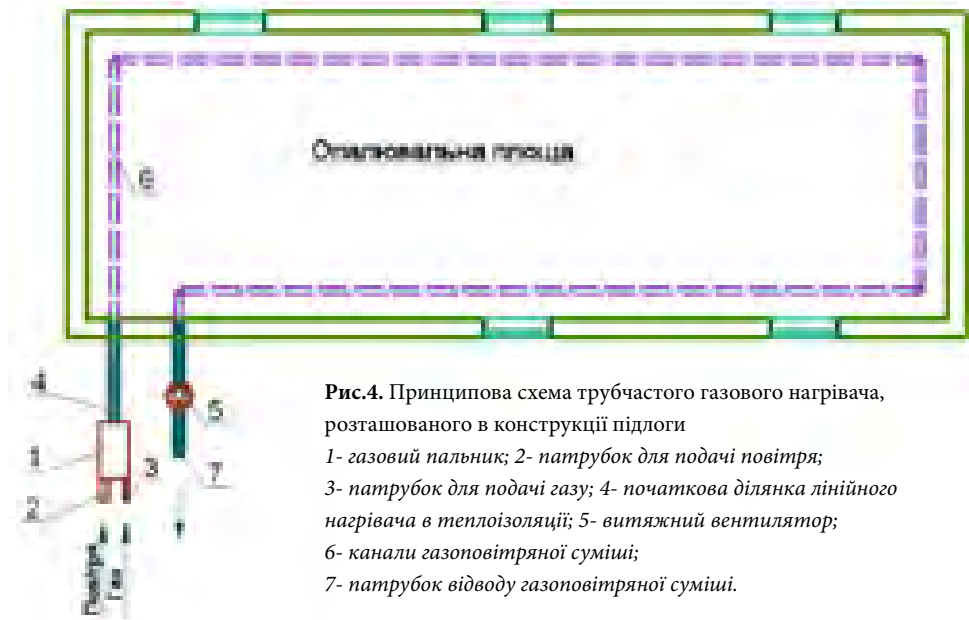 Опалювальна площа
6
4
1
2
3
5
7
Повітря
Газ
Рис.4. Принципова схема трубчастого газового нагрівача,
розташованого в конструкції підлоги
1- газовий пальник; 2- патрубок для подачі повітря;
3- патрубок для подачі газу; 4- початкова ділянка лінійного
нагрівача в теплоізоляції; 5- витяжний вентилятор;
6- канали газоповітряної суміші;
7- патрубок відводу газоповітряної суміші.